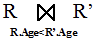 R ⋈ R’
R.Age<R’.Age